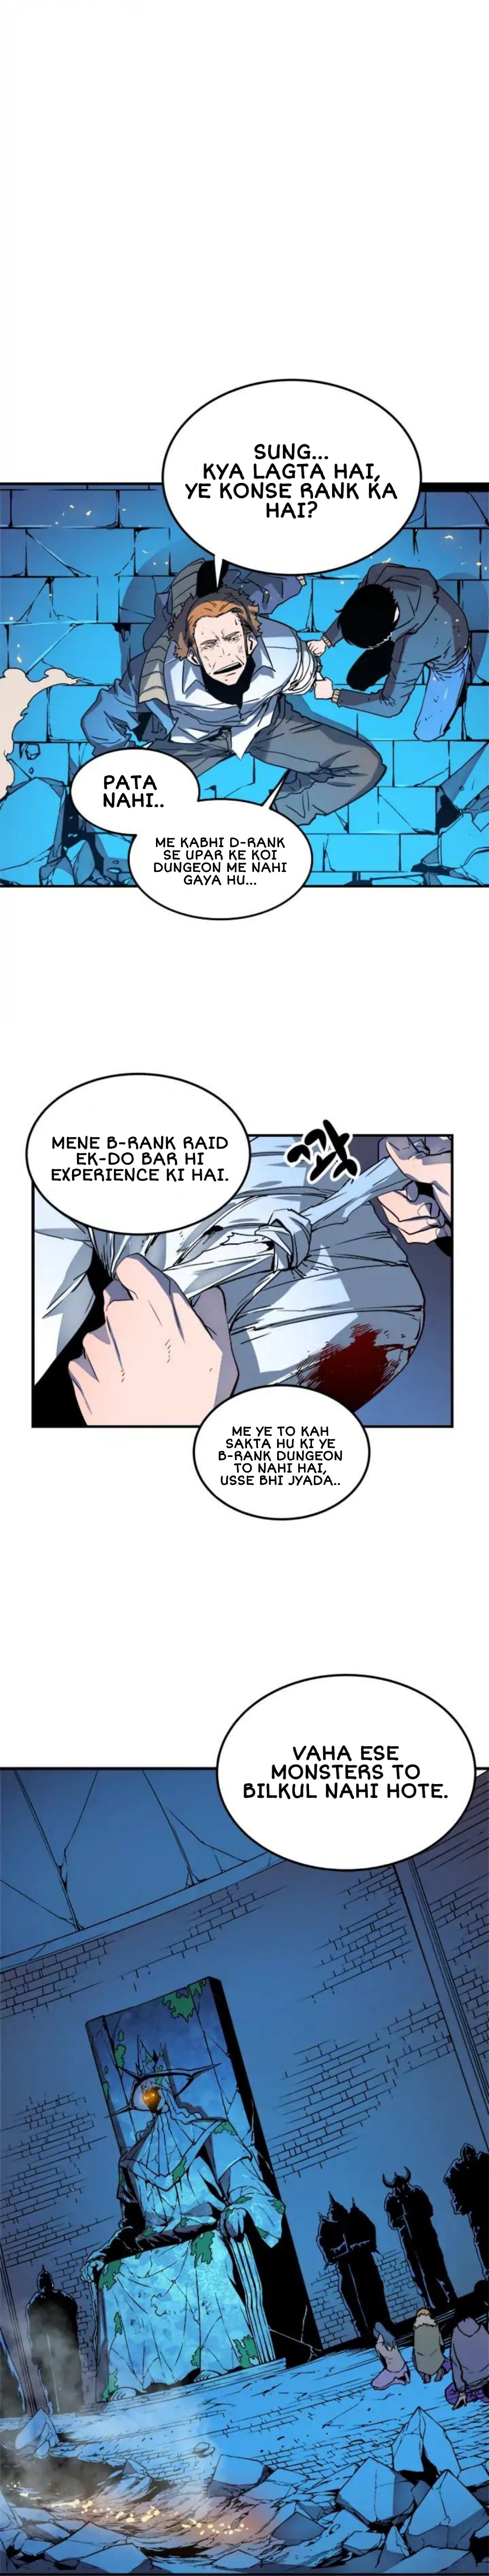 SUNG...
KYA LAGTA HAI,
YE KONSE RANK KA
HAI?
PATA
NAHI..
ME KABHI D-RANK
SE UPAR KE KOI
DUNGEON ME NAHI
GAYA HU...
MENE B-RANK RAID
EK-DO BAR HI
EXPERIENCE KI HAI.
콱
ME YE TO KAH
SAKTA HU KI YE
B-RANK DUNGEON
TO NAHI HAI,
USSE BHI JYADA..
VAHA ESE
MONSTERS TO
BILKUL NAHI HOTE.